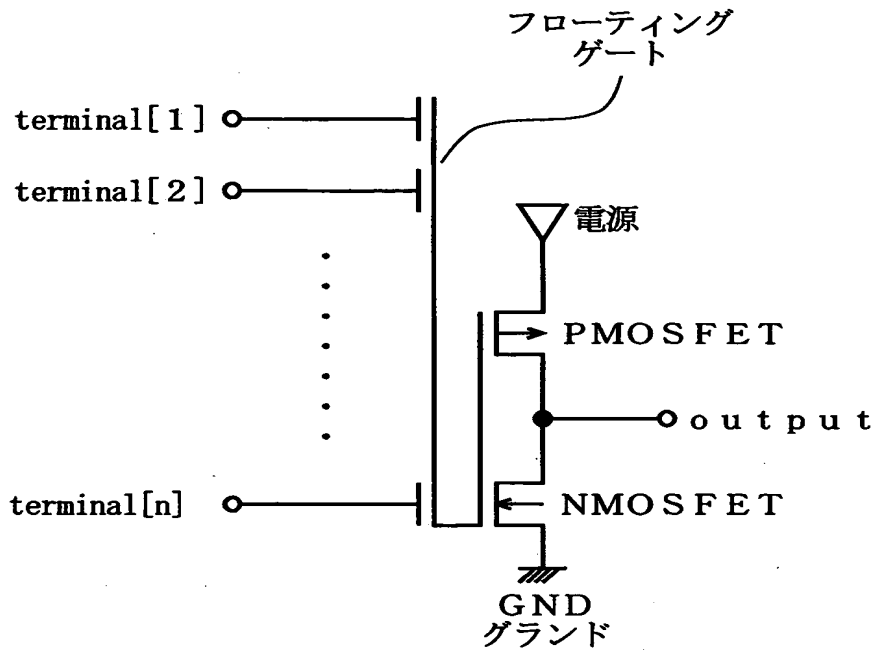 フローティング
ゲート
terminal[１]
terminal[２]
電源
ＰＭＯＳＦＥＴ
ｏｕｔｐｕｔ
terminal[n]
ＮＭＯＳＦＥＴ
ＧＮＤ
グランド